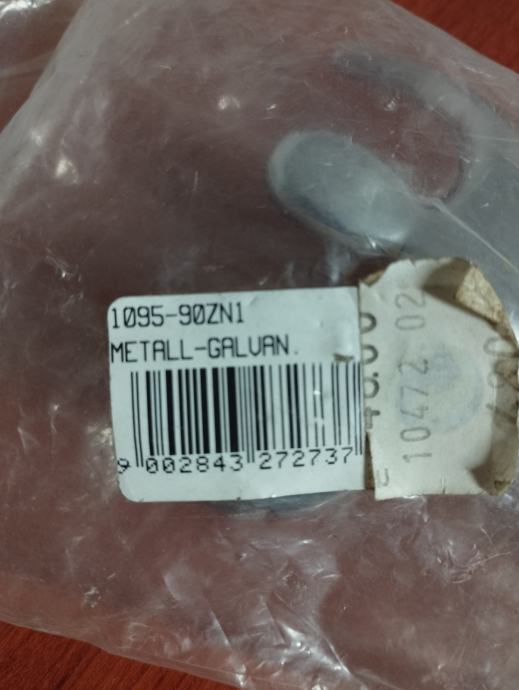 1095-90ZN1
METALL-GALVAN.
9 002843 272737
10472 02